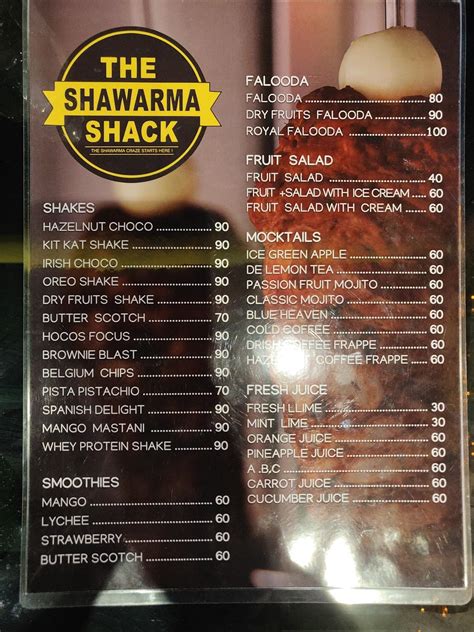 THE
SHAWARMA
SHACK
THE SHAWARMA CRAZE STARTS HERE !
SHAKES
HAZELNUT CHOCO ........ 90
KIT KAT SHAKE ........ 90
IRISH CHOCO ........ 90
OREO SHAKE ........ 90
DRY FRUITS SHAKE ........ 90
BUTTER SCOTCH ........ 70
HOCOS FOCUS ........ 90
BROWNIE BLAST ........ 90
BELGIUM CHIPS ........ 90
PISTA PISTACHIO ........ 70
SPANISH DELIGHT ........ 90
MANGO MASTANI ........ 90
WHEY PROTEIN SHAKE ........ 90
SMOOTHIES
MANGO ........ 60
LYCHEE ........ 60
STRAWBERRY ........ 60
BUTTER SCOTCH ........ 60
FALOODA
FALOODA ........ 80
DRY FRUITS FALOODA ........ 90
ROYAL FALOODA ........ 100
FRUIT SALAD
FRUIT SALAD ........ 40
FRUIT +SALAD WITH ICE CREAM ..... 60
FRUIT SALAD WITH CREAM ....... 60
MOCKTAILS
ICE GREEN APPLE ........ 60
DE LEMON TEA ........ 60
PASSION FRUIT MOJITO ........ 60
CLASSIC MOJITO ........ 60
BLUE HEAVEN ........ 60
COLD COFFEE ........ 60
DRISH COFFEE FRAPPE ........ 60
COFFEE FRAPPE ..... 60
FRESH JUICE
FRESH LLIME ........ 30
MINT LIME ........ 30
ORANGE JUICE ........ 60
PINEAPPLE JUICE ........ 60
A .B,C ........ 60
CARROT JUICE ........ 60
CUCUMBER JUICE ........ 60